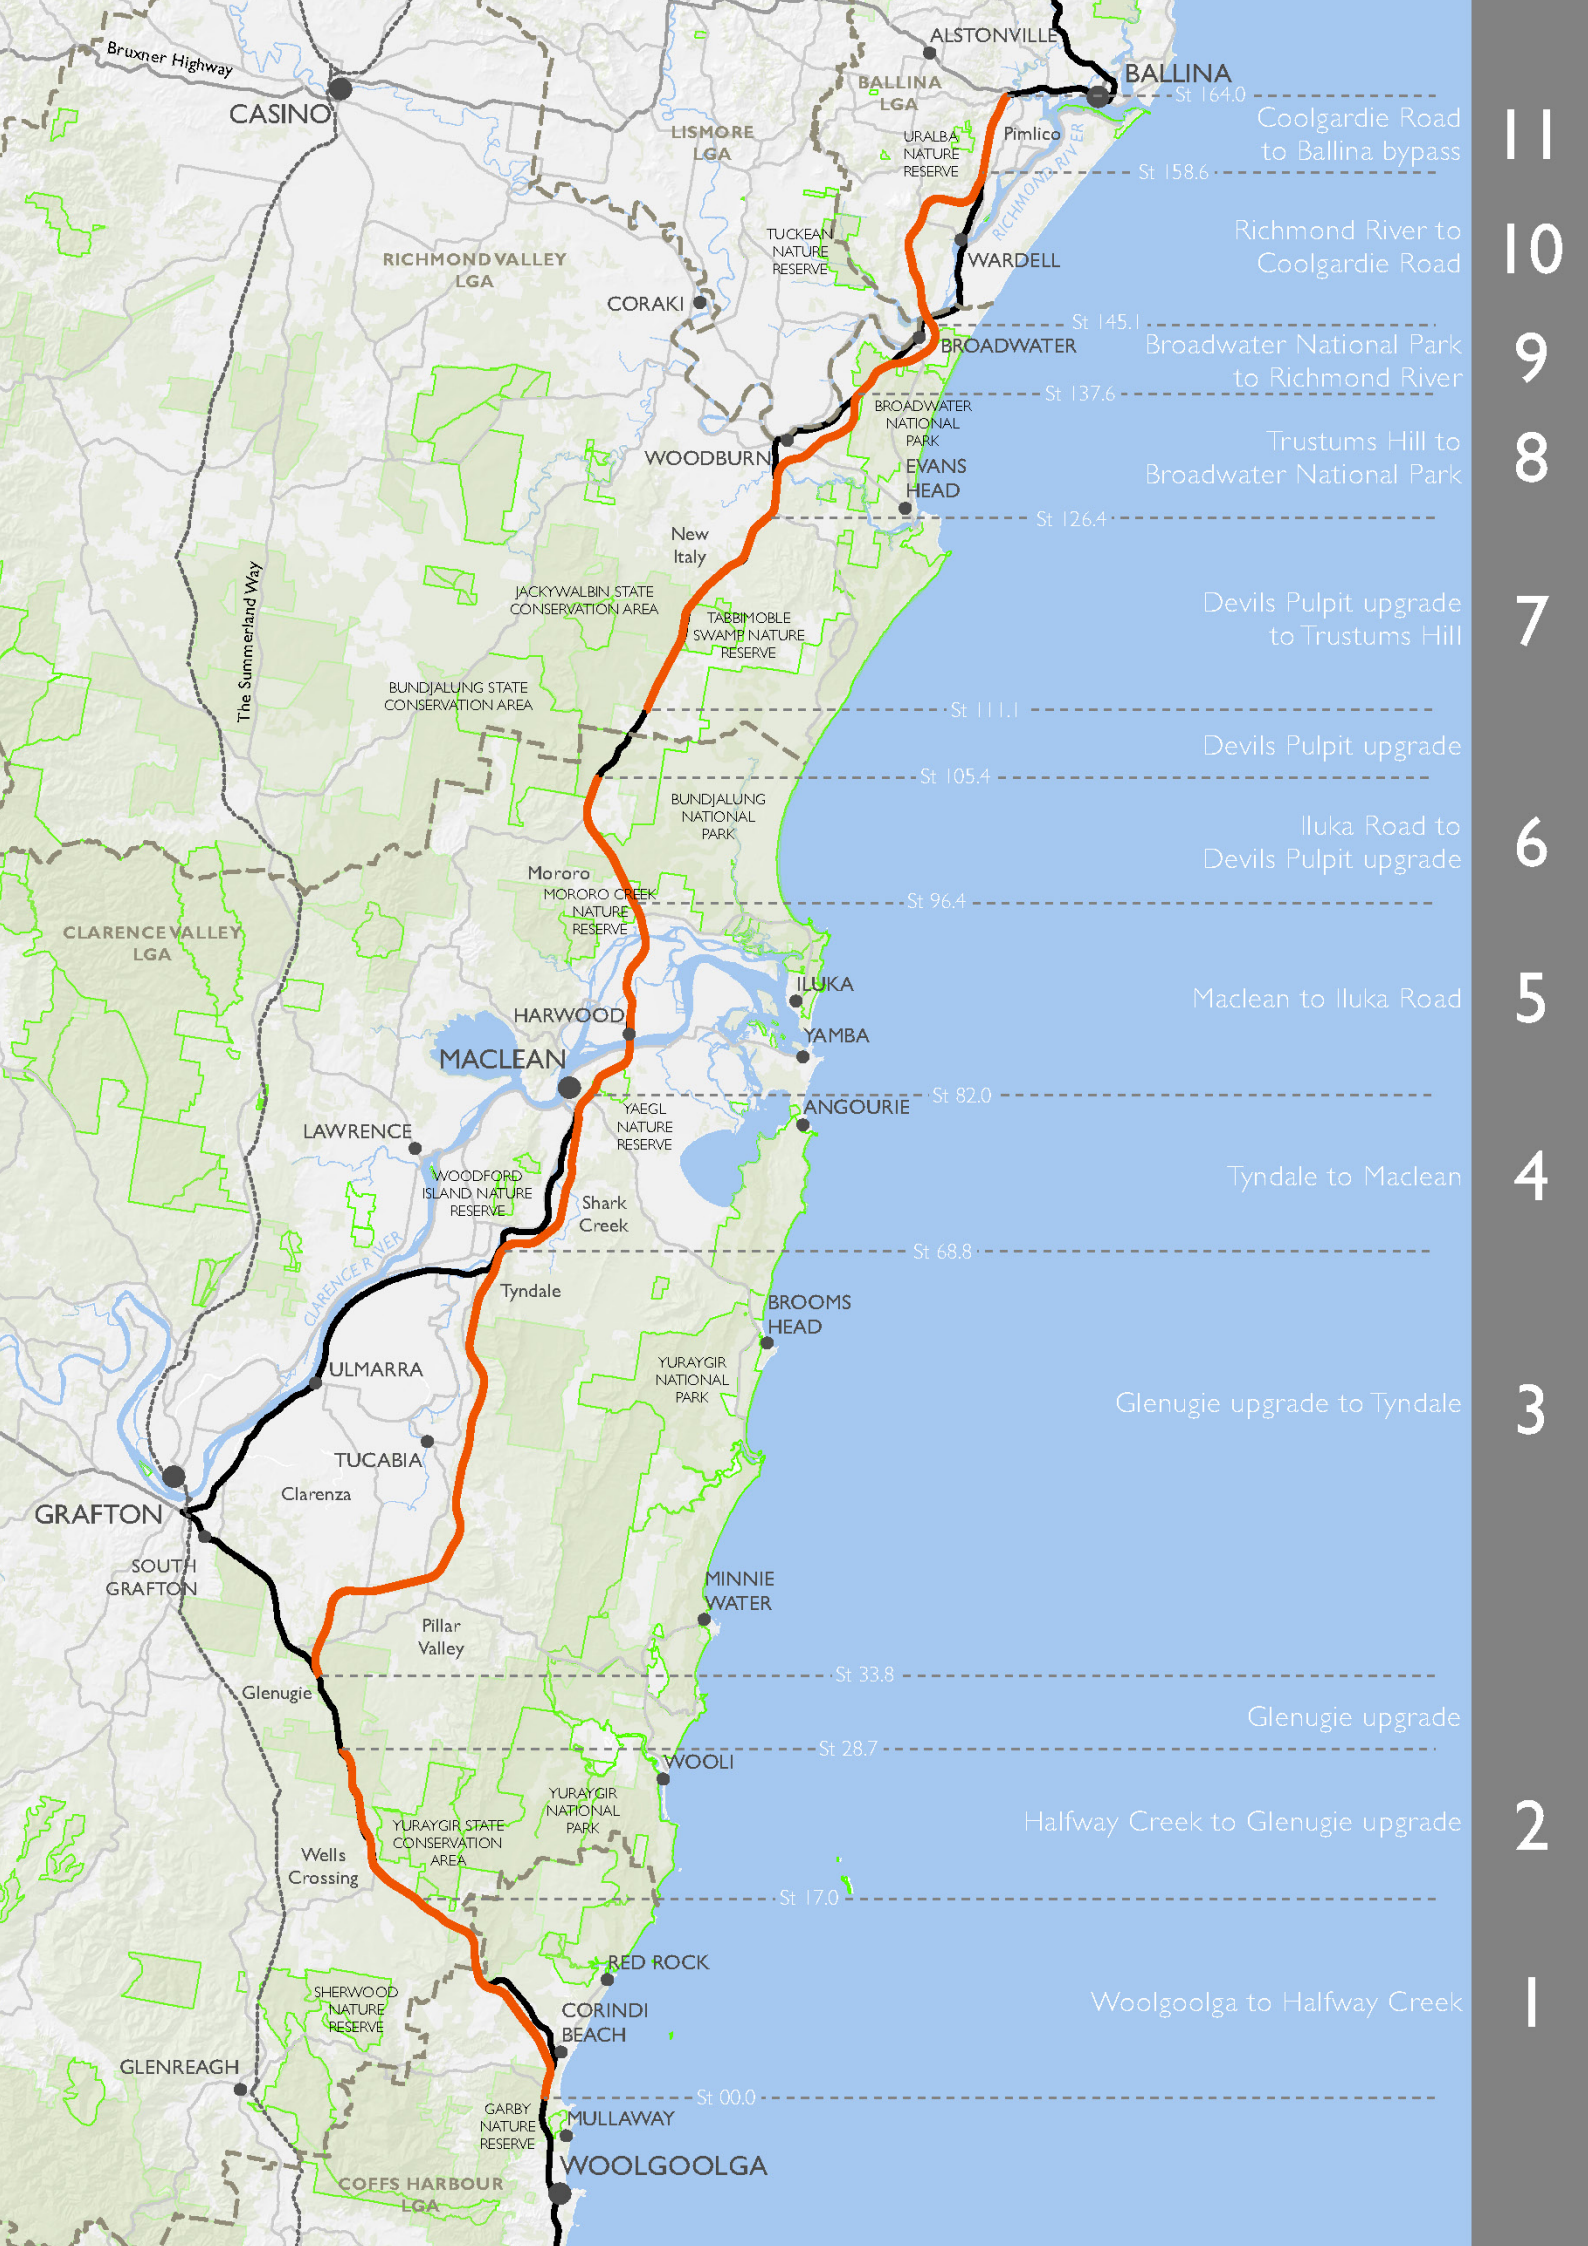 ALSTONVILLE
Bruxner Highway
BALLINA
BALLINA
LGA
CASINO
St 164.0
Coolgardie Road
to Ballina bypass
11
LISMORE
LGA
URALBA
NATURE
RESERVE
Pimlico
RICHMOND RIVER
St 158.6
TUCKEAN
NATURE
RESERVE
Richmond River to
Coolgardie Road
10
RICHMOND VALLEY
LGA
WARDELL
CORAKI
St 145.1
BROADWATER
Broadwater National Park
to Richmond River
9
St 137.6
BROADWATER
NATIONAL
PARK
WOODBURN
Trustums Hill to
Broadwater National Park
8
EVANS
HEAD
St 126.4
New
Italy
The Summerland Way
JACKYWALBIN STATE
CONSERVATION AREA
TABBIMOBLE
SWAMP NATURE
RESERVE
Devils Pulpit upgrade
to Trustums Hill
7
BUNDJALUNG STATE
CONSERVATION AREA
St 111.1
Devils Pulpit upgrade
St 105.4
BUNDJALUNG
NATIONAL
PARK
Iluka Road to
Devils Pulpit upgrade
6
Mororo
MORORO CREEK
NATURE
RESERVE
St 96.4
CLARENCE VALLEY
LGA
ILUKA
Maclean to Iluka Road
5
HARWOOD
YAMBA
MACLEAN
St 82.0
YAEGL
NATURE
RESERVE
ANGOURIE
LAWRENCE
WOODFORD
ISLAND NATURE
RESERVE
Tyndale to Maclean
4
Shark
Creek
CLARENCE RIVER
St 68.8
Tyndale
BROOMS
HEAD
ULMARRA
YURAYGIR
NATIONAL
PARK
Glenugie upgrade to Tyndale
3
TUCABIA
Clarenza
GRAFTON
SOUTH
GRAFTON
MINNIE
WATER
Pillar
Valley
St 33.8
Glenugie
Glenugie upgrade
St 28.7
WOOLI
YURAYGIR
NATIONAL
PARK
YURAYGIR STATE
CONSERVATION
AREA
Halfway Creek to Glenugie upgrade
2
Wells
Crossing
St 17.0
RED ROCK
SHERWOOD
NATURE
RESERVE
CORINDI
BEACH
Woolgoolga to Halfway Creek
1
GLENREAGH
St 00.0
GARBY
NATURE
RESERVE
MULLAWAY
WOOLGOOLGA
COFFS HARBOUR
LGA